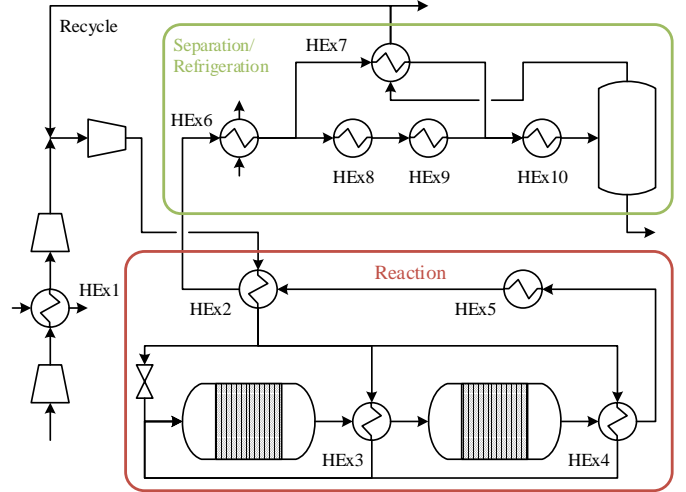 Recycle
Separation/
Refrigeration
HEx7
HEx6
HEx8
HEx9
HEx10
HEx1
HEx2
Reaction
HEx5
HEx3
HEx4